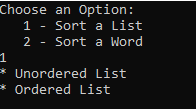 Choose an Option:
1 - Sort a List
2 - Sort a Word
1
* Unordered List
* Ordered List